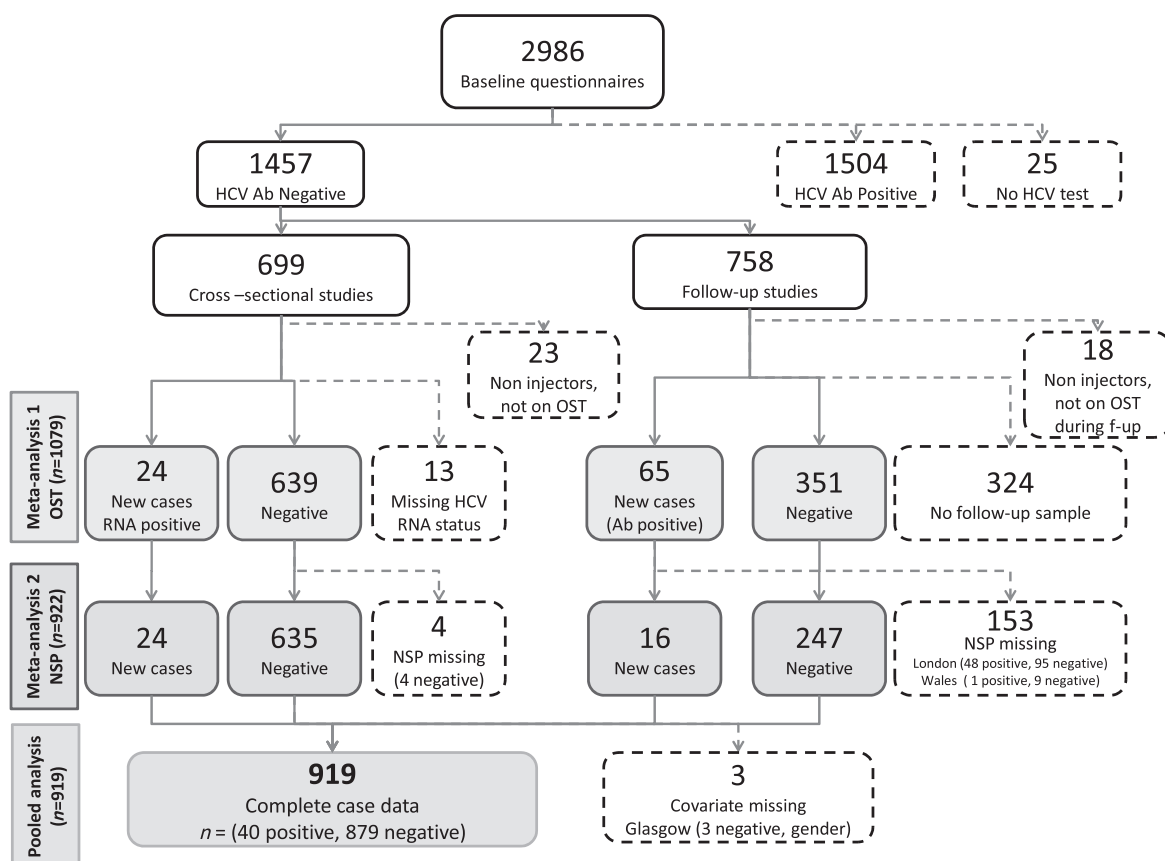 2986
Baseline questionnaires
1457
HCV Ab Negative
1504
HCV Ab Positive
25
No HCV test
699
Cross –sectional studies
758
Follow-up studies
23
Non injectors,
not on OST
18
Non injectors,
not on OST
during f-up
Meta-analysis 1
OST (n=1079)
24
New cases
RNA positive
639
Negative
13
Missing HCV
RNA status
65
New cases
(Ab positive)
351
Negative
324
No follow-up sample
Meta-analysis 2
NSP (n=922)
24
New cases
635
Negative
4
NSP missing
(4 negative)
16
New cases
247
Negative
153
NSP missing
London (48 positive, 95 negative)
Wales ( 1 positive, 9 negative)
Pooled analysis
(n=919)
919
Complete case data
n = (40 positive, 879 negative)
3
Covariate missing
Glasgow (3 negative, gender)